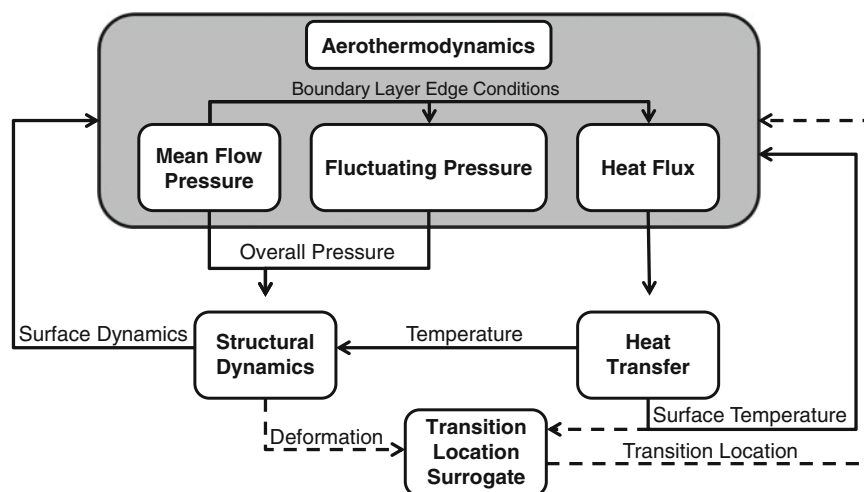 Aerothermodynamics
Boundary Layer Edge Conditions
Mean Flow
Pressure
Fluctuating Pressure
Heat Flux
Overall Pressure
Surface Dynamics
Structural
Dynamics
Temperature
Heat
Transfer
Surface Temperature
Deformation
Transition
Location
Surrogate
Transition Location